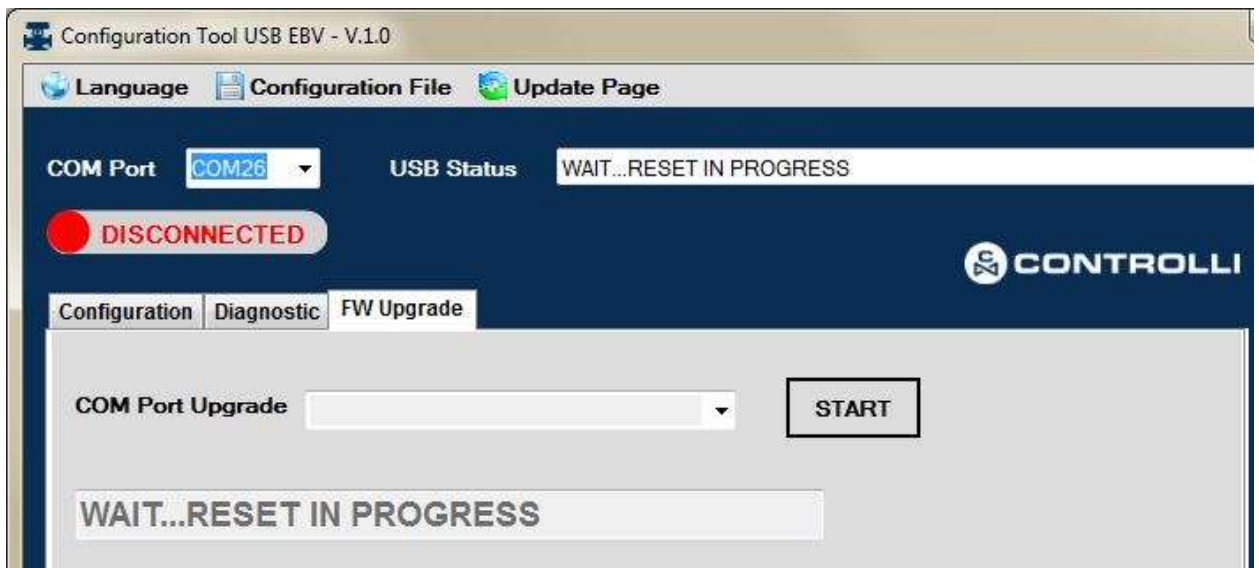 Configuration Tool USB EBV - V.1.0
Language Configuration File Update Page
COM Port COM26 USB Status WAIT...RESET IN PROGRESS
DISCONNECTED
CONTROLLI
Configuration Diagnostic FW Upgrade
COM Port Upgrade START
WAIT...RESET IN PROGRESS